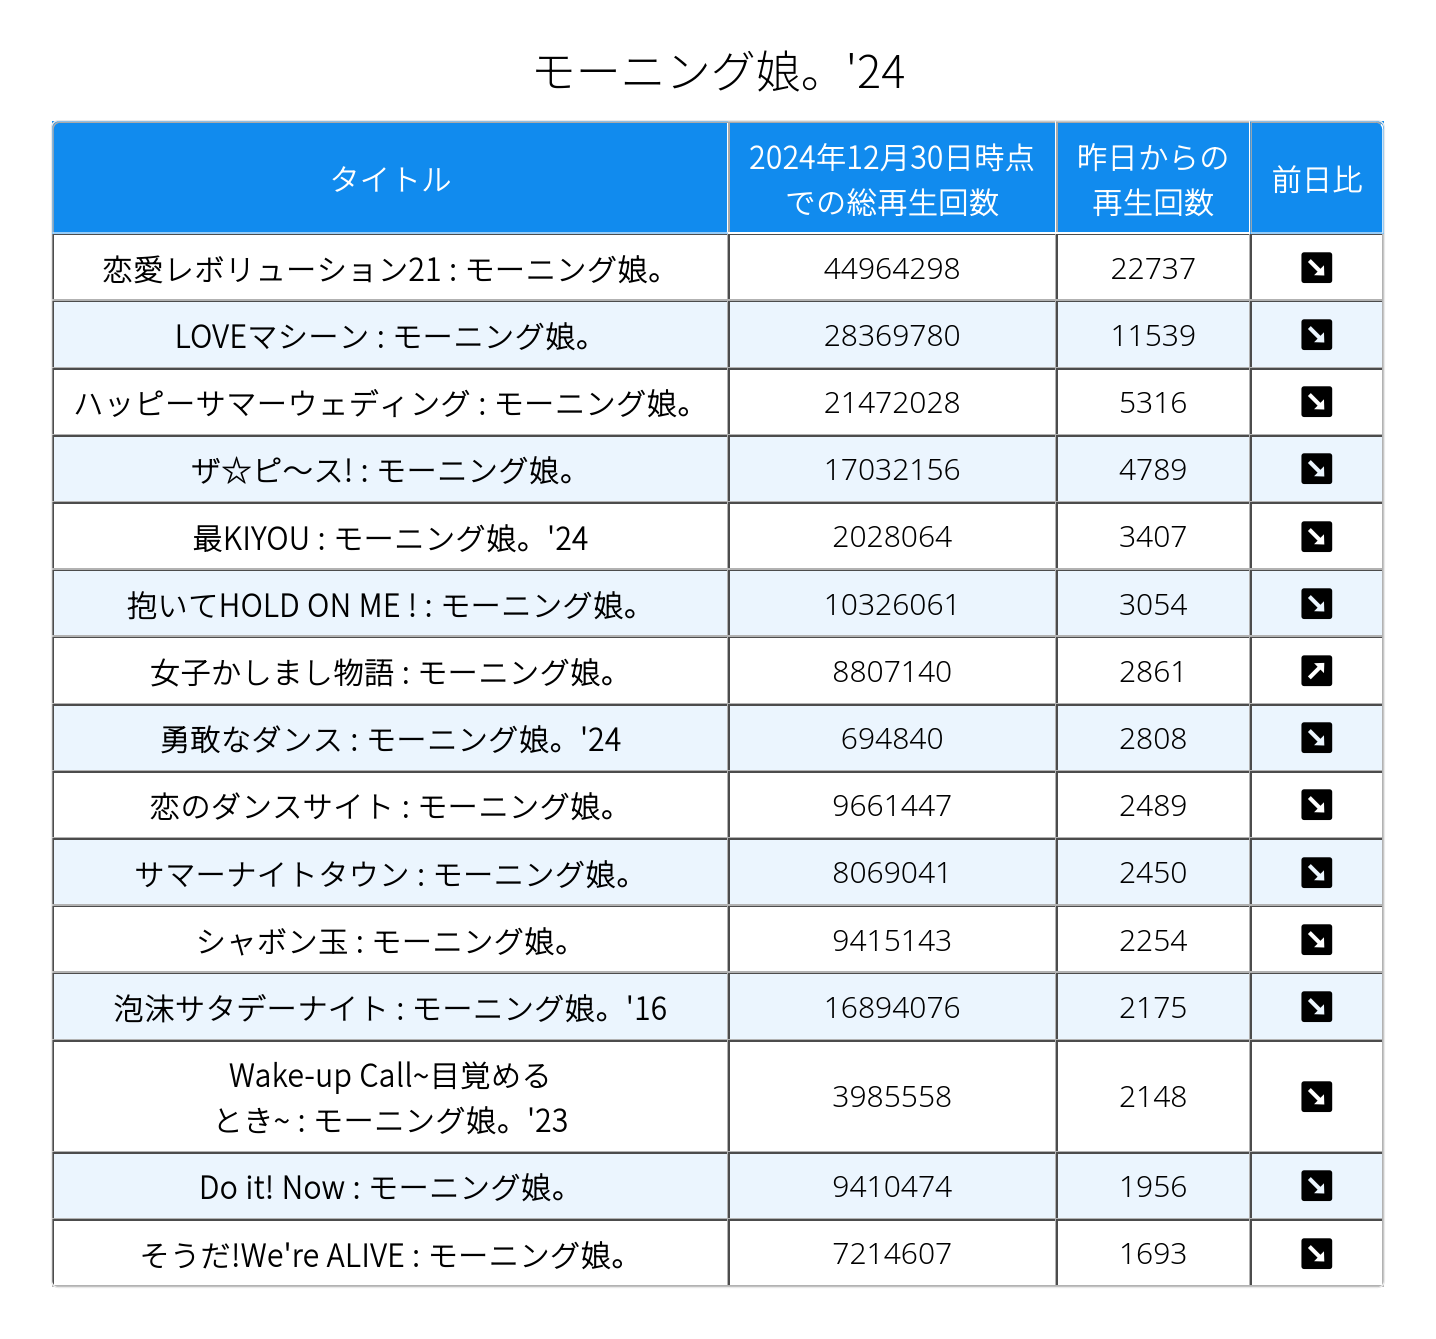 モーニング娘。'24
タイトル
2024年12月30日時点
での総再生回数
昨日からの
再生回数
前日比
恋愛レボリューション21 : モーニング娘。 44964298 22737 ↘
LOVEマシーン : モーニング娘。 28369780 11539 ↘
ハッピーサマーウェディング : モーニング娘。 21472028 5316 ↘
ザ☆ピ〜ス! : モーニング娘。 17032156 4789 ↘
最KIYOU : モーニング娘。'24 2028064 3407 ↘
抱いてHOLD ON ME ! : モーニング娘。 10326061 3054 ↘
女子かしまし物語 : モーニング娘。 8807140 2861 ↗
勇敢なダンス : モーニング娘。'24 694840 2808 ↘
恋のダンスサイト : モーニング娘。 9661447 2489 ↘
サマーナイトタウン : モーニング娘。 8069041 2450 ↘
シャボン玉 : モーニング娘。 9415143 2254 ↘
泡沫サタデーナイト : モーニング娘。'16 16894076 2175 ↘
Wake-up Call~目覚める
とき~ : モーニング娘。'23 3985558 2148 ↘
Do it! Now : モーニング娘。 9410474 1956 ↘
そうだ!We're ALIVE : モーニング娘。 7214607 1693 ↘